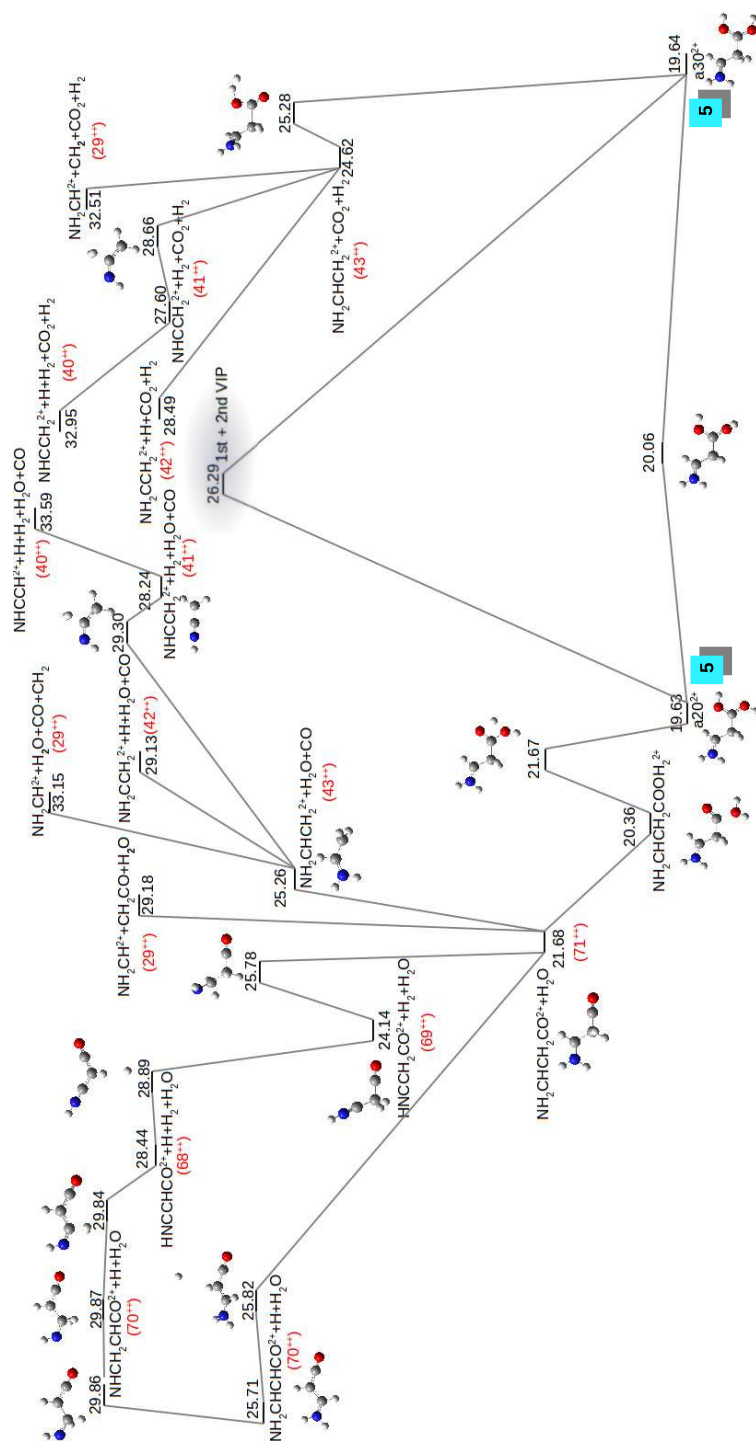 NH₂CH²⁺+H₂O+CO+CH₂
(29⁺⁺)
33.15
NHCCH²⁺+H+H₂+H₂O+CO
(40⁺⁺)
33.59
NHCCH₂²⁺+H+H₂+CO₂+H₂
(40⁺⁺)
32.95
NH₂CH²⁺+CH₂+CO₂+H₂
(29⁺⁺)
32.51
29.86
29.87
29.84
NHCH₂CHCO²⁺+H+H₂O
(70⁺⁺)
28.44
28.89
HNCCHCO²⁺+H+H₂+H₂O
(68⁺⁺)
NH₂CH²⁺+CH₂CO+H₂O
(29⁺⁺)
29.18
NH₂CCH₂²⁺+H+H₂O+CO
29.13
(42⁺⁺)
29.30
28.24
NHCCH₂²⁺+H₂+H₂O+CO
(41⁺⁺)
NH₂CCH₂²⁺+H+CO₂+H₂
(42⁺⁺)
28.49
27.60
28.66
NHCCH₂²⁺+H₂+CO₂+H₂
(41⁺⁺)
26.29
1st + 2nd VIP
25.71
25.82
NH₂CHCHCO²⁺+H+H₂O
(70⁺⁺)
25.78
24.14
HNCCH₂CO²⁺+H₂+H₂O
(69⁺⁺)
25.26
NH₂CHCH₂²⁺+H₂O+CO
(43⁺⁺)
24.62
25.28
NH₂CHCH₂²⁺+CO₂+H₂
(43⁺⁺)
21.68
(71⁺⁺)
NH₂CHCH₂CO²⁺+H₂O
20.36
NH₂CHCH₂COOH₂²⁺
21.67
19.63
a20²⁺
5
20.06
19.64
a30²⁺
5